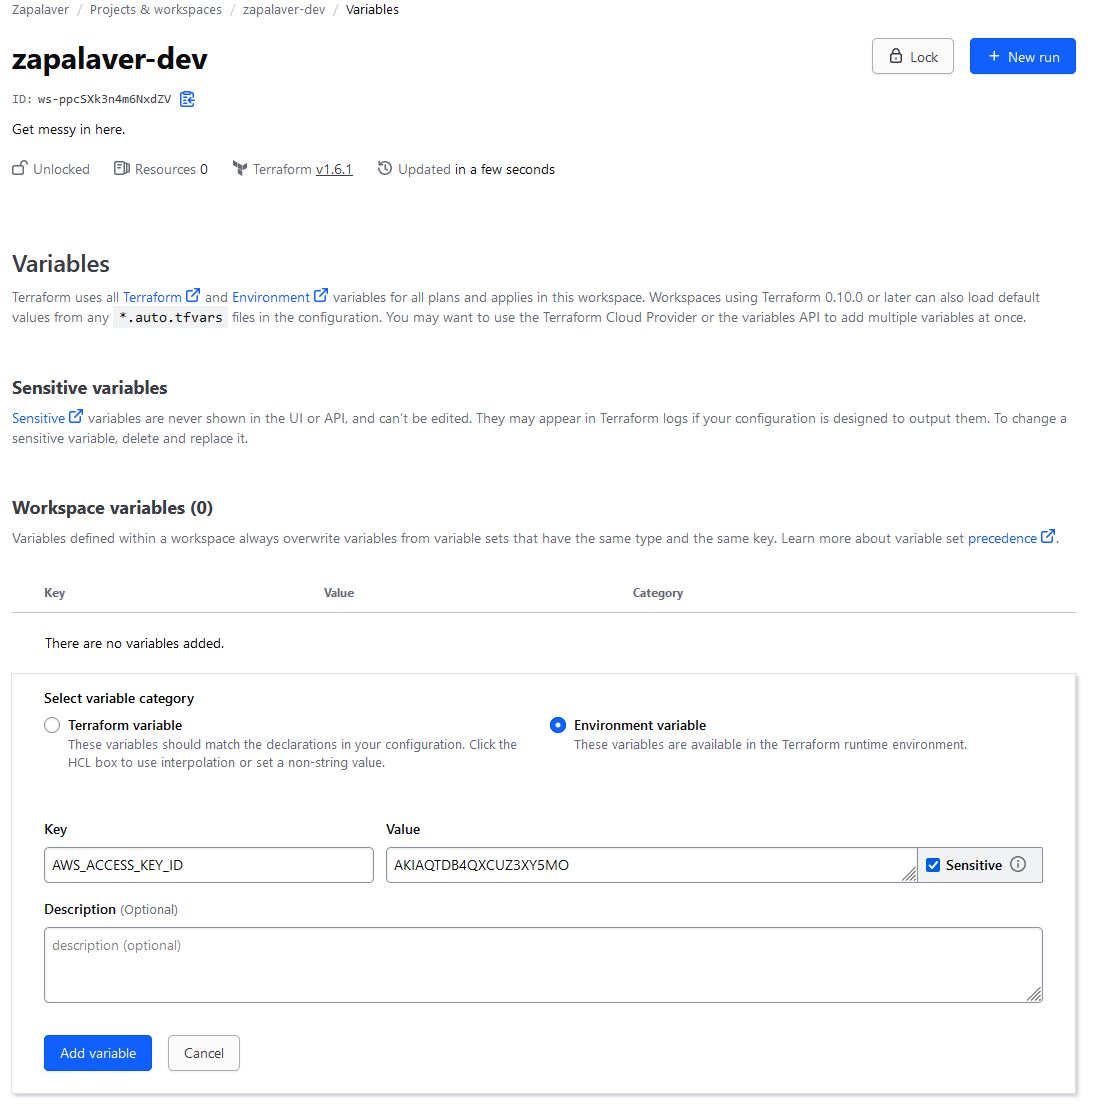 Zapalaver / Projects & workspaces / zapalaver-dev / Variables
zapalaver-dev
Lock
+ New run
ID: ws-ppcSXk3n4m6NxdZV
Get messy in here.
Unlocked Resources 0 Terraform v1.6.1 Updated in a few seconds
Variables
Terraform uses all Terraform and Environment variables for all plans and applies in this workspace. Workspaces using Terraform 0.10.0 or later can also load default
values from any *.auto.tfvars files in the configuration. You may want to use the Terraform Cloud Provider or the variables API to add multiple variables at once.
Sensitive variables
Sensitive variables are never shown in the UI or API, and can't be edited. They may appear in Terraform logs if your configuration is designed to output them. To change a
sensitive variable, delete and replace it.
Workspace variables (0)
Variables defined within a workspace always overwrite variables from variable sets that have the same type and the same key. Learn more about variable set precedence.
Key Value Category
There are no variables added.
Select variable category
Terraform variable
These variables should match the declarations in your configuration. Click the
HCL box to use interpolation or set a non-string value.
Environment variable
These variables are available in the Terraform runtime environment.
Key Value
AWS_ACCESS_KEY_ID AKIAQTDB4QXCUZ3XY5MO Sensitive
Description (Optional)
description (optional)
Add variable Cancel